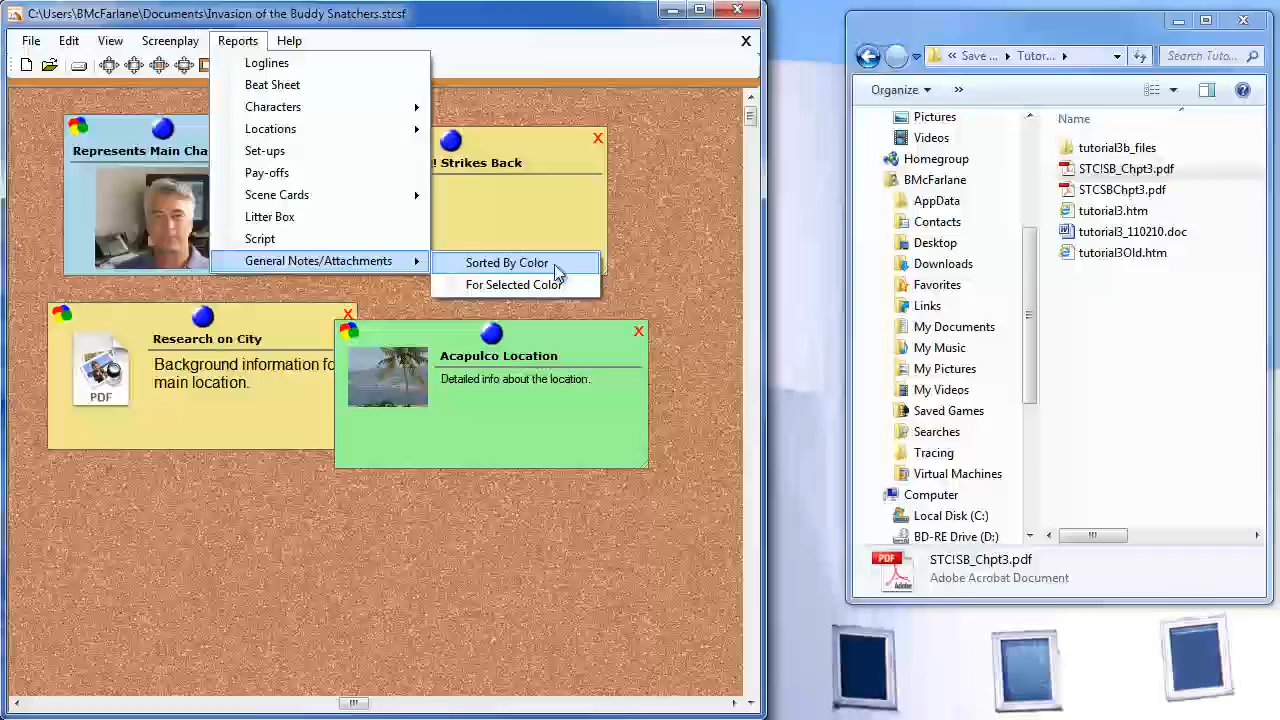 C:\Users\BMcFarlane\Documents\Invasion of the Buddy Snatchers.stcsf
File Edit View Screenplay Reports Help X
Loglines
Beat Sheet
Characters
Locations
Set-ups
Pay-offs
Scene Cards
Litter Box
Script
General Notes/Attachments
Sorted By Color
For Selected Color
Represents Main Cha
! Strikes Back
X
Research on City
X
Background information fo
main location.
PDF
Acapulco Location
X
Detailed info about the location.
« Save ... Tutor...
Search Tuto...
Organize »
Pictures
Videos
Homegroup
BMcFarlane
AppData
Contacts
Desktop
Downloads
Favorites
Links
My Documents
My Music
My Pictures
My Videos
Saved Games
Searches
Tracing
Virtual Machines
Computer
Local Disk (C:)
BD-RE Drive (D:)
Name
tutorial3b_files
STC!SB_Chpt3.pdf
STCSBChpt3.pdf
tutorial3.htm
tutorial3_110210.doc
tutorial3Old.htm
PDF
Adobe
STC!SB_Chpt3.pdf
Adobe Acrobat Document